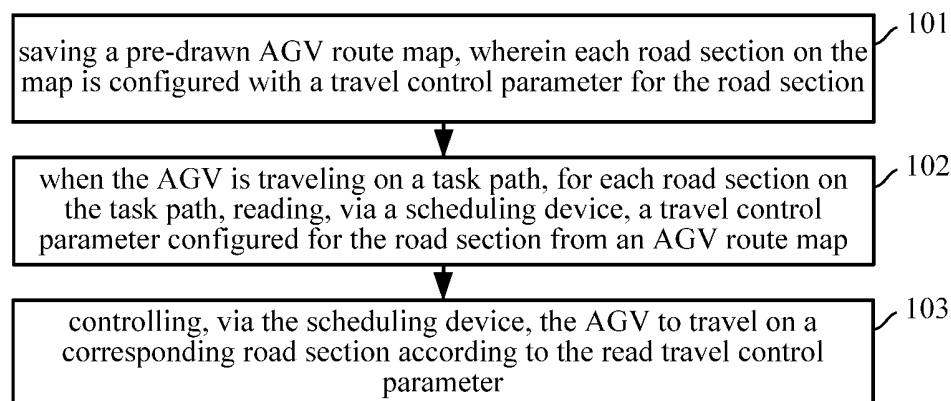 101
saving a pre-drawn AGV route map, wherein each road section on the
map is configured with a travel control parameter for the road section
102
when the AGV is traveling on a task path, for each road section on
the task path, reading, via a scheduling device, a travel control
parameter configured for the road section from an AGV route map
103
controlling, via the scheduling device, the AGV to travel on a
corresponding road section according to the read travel control
parameter